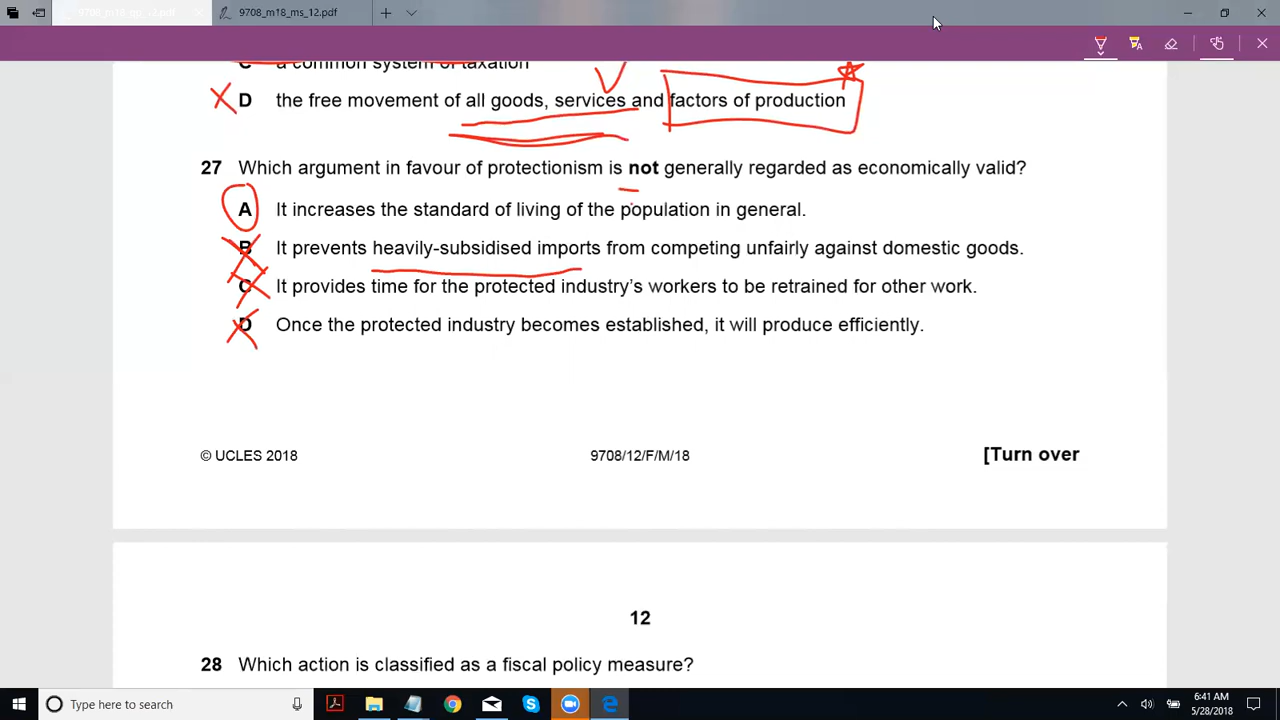 9708_m18_qp_12.pdf
9708_m18_ms_12.pdf
C a common system of taxation
D the free movement of all goods, services and factors of production
27 Which argument in favour of protectionism is not generally regarded as economically valid?
A It increases the standard of living of the population in general.
B It prevents heavily-subsidised imports from competing unfairly against domestic goods.
C It provides time for the protected industry's workers to be retrained for other work.
D Once the protected industry becomes established, it will produce efficiently.
© UCLES 2018 9708/12/F/M/18 [Turn over
12
28 Which action is classified as a fiscal policy measure?
Type here to search
6:41 AM
5/28/2018